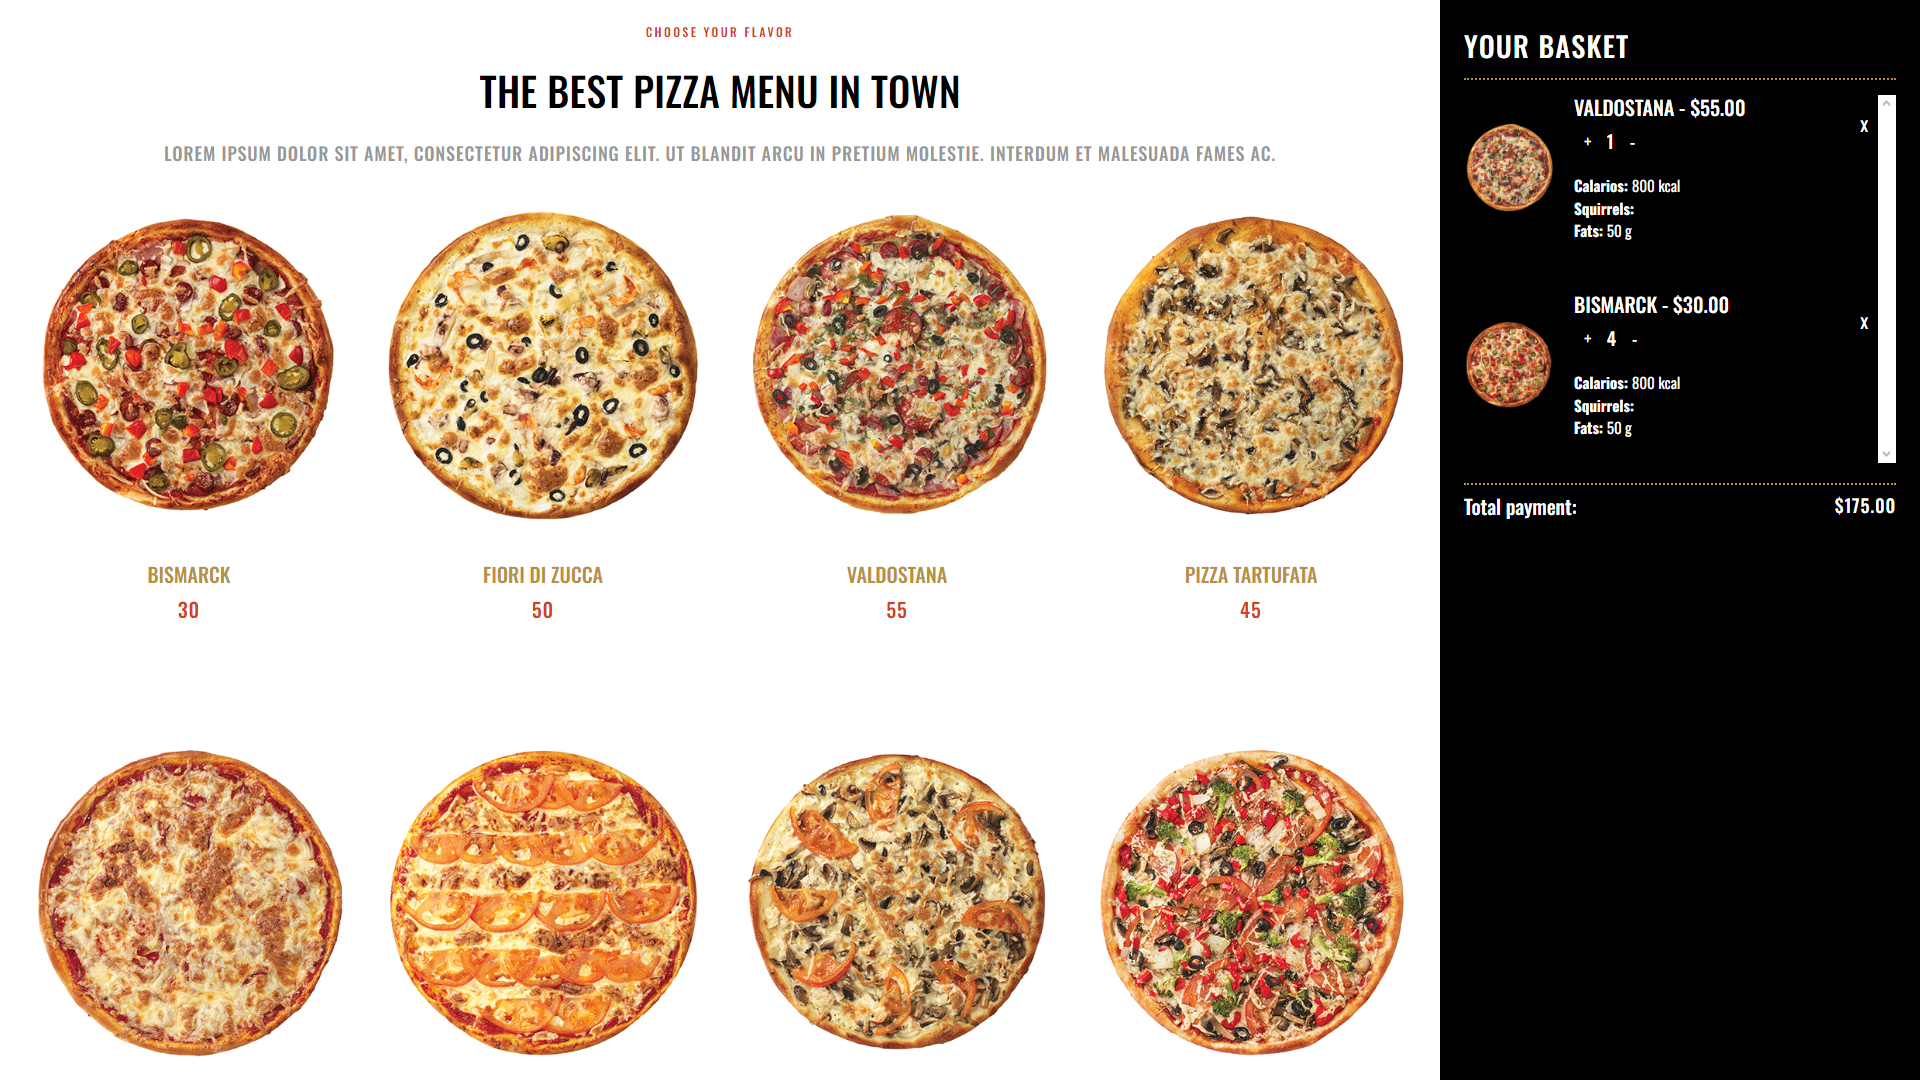 CHOOSE YOUR FLAVOR
THE BEST PIZZA MENU IN TOWN
LOREM IPSUM DOLOR SIT AMET, CONSECTETUR ADIPISCING ELIT. UT BLANDIT ARCU IN PRETIUM MOLESTIE. INTERDUM ET MALESUADA FAMES AC.
BISMARCK
30
FIORI DI ZUCCA
50
VALDOSTANA
55
PIZZA TARTUFATA
45
YOUR BASKET
VALDOSTANA - $55.00
X
+ 1 -
Calarios: 800 kcal
Squirrels:
Fats: 50 g
BISMARCK - $30.00
X
+ 4 -
Calarios: 800 kcal
Squirrels:
Fats: 50 g
Total payment: $175.00